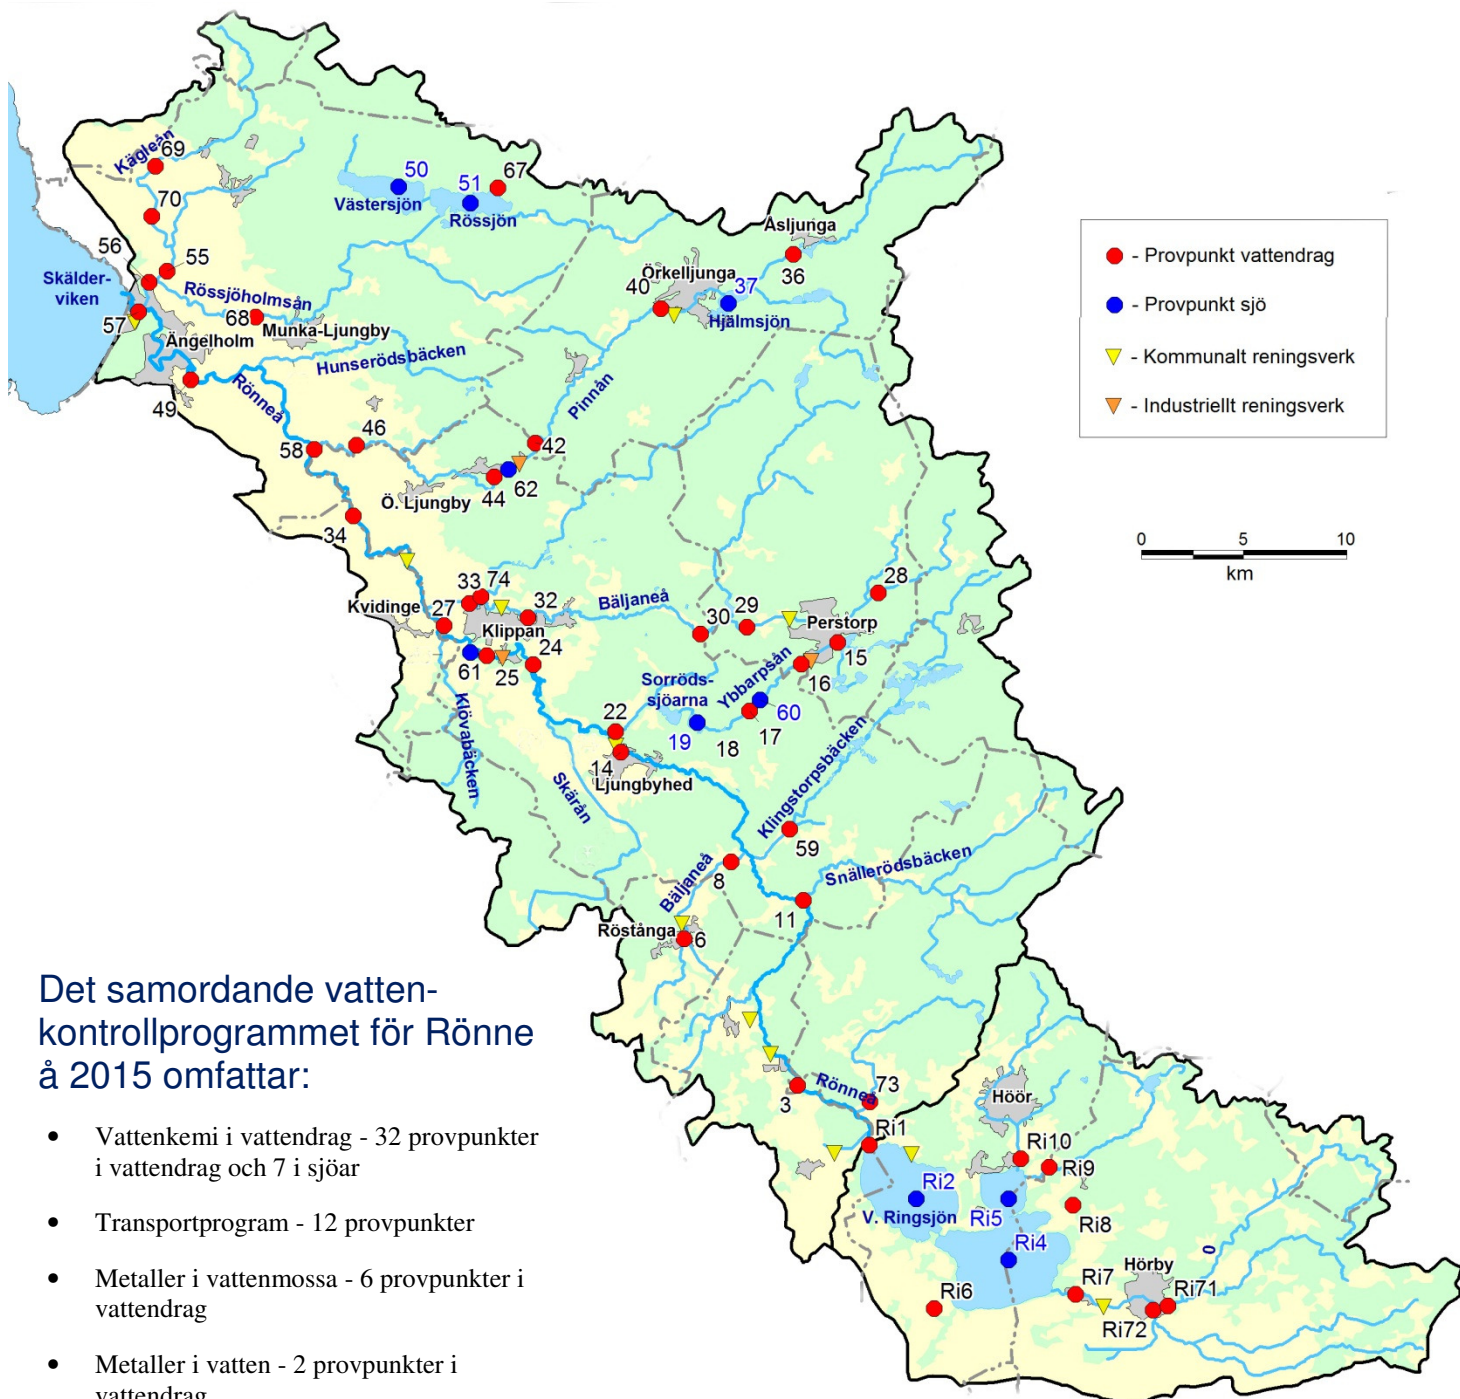 Kägleån
69
70
56
55
Skälder-
viken
57
Rössjöholmsån
68
Munka-Ljungby
Ängelholm
Hunserödsbäcken
49
Rönneå
50
Västersjön
51
Rössjön
67
Åsljunga
36
Örkelljunga
40
37
Hjälmsjön
Pinnån
- Provpunkt vattendrag
- Provpunkt sjö
- Kommunalt reningsverk
- Industriellt reningsverk
0 5 10
km
58
46
42
44
62
Ö. Ljungby
34
33
74
32
27
Kvidinge
Klippan
Bäljaneå
30
29
28
Perstorp
15
16
24
61
25
Klövabäcken
Sorröds-
sjöarna
Ybbarpsån
60
19
18
17
22
14
Ljungbyhed
Skärån
Klingstorpsbäcken
59
Snällerödsbäcken
8
Bäljaneå
11
Röstånga
6
3
Rönneå
73
Höör
Ri1
Ri10
Ri9
Ri2
V. Ringsjön
Ri5
Ri8
Ri4
Ri6
Ri7
Hörby
Ri71
Ri72
0
Det samordande vatten-
kontrollprogrammet för Rönne
å 2015 omfattar:
• Vattenkemi i vattendrag - 32 provpunkter
i vattendrag och 7 i sjöar
• Transportprogram - 12 provpunkter
• Metaller i vattenmossa - 6 provpunkter i
vattendrag
• Metaller i vatten - 2 provpunkter i
vattendrag